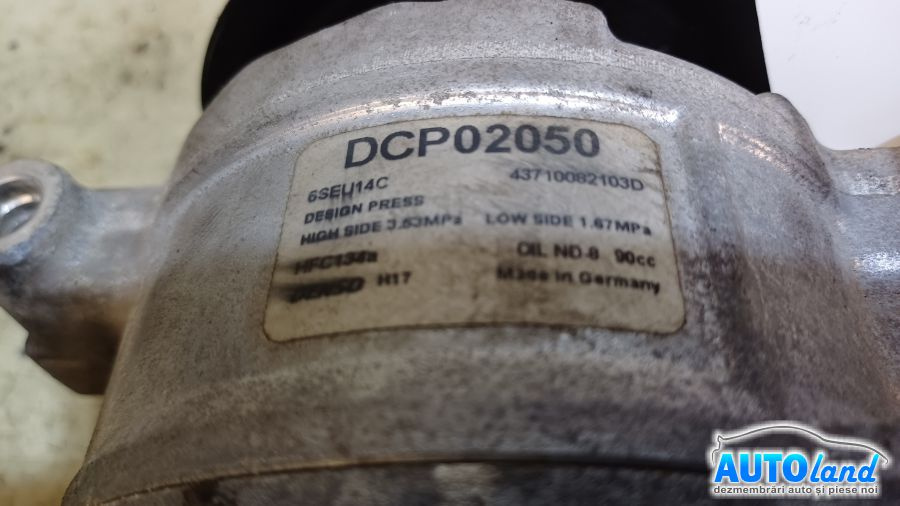 DCP02050
6SEU14C 43710082103D
DESIGN PRESS
HIGH SIDE 3.53MPa LOW SIDE 1.67MPa
HFC134a OIL ND-8 90cc
DENSO H17 Made in Germany
AUTOland
dezmembrări auto și piese noi